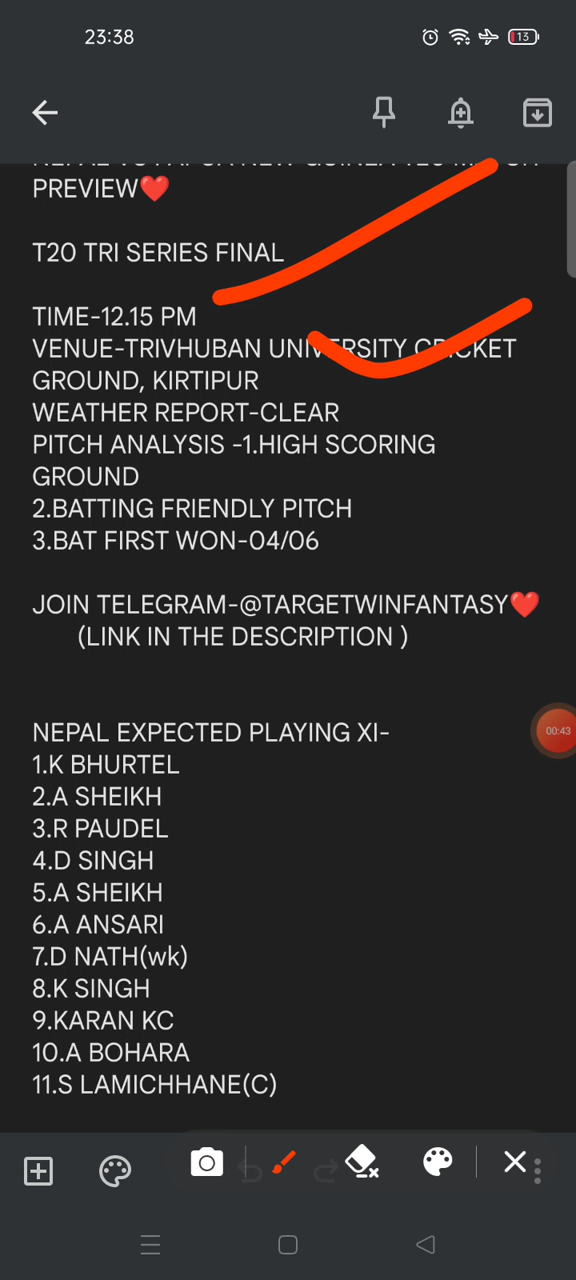 23:38
13
PREVIEW❤️
T20 TRI SERIES FINAL
TIME-12.15 PM
VENUE-TRIVHUBAN UNIVERSITY CRICKET
GROUND, KIRTIPUR
WEATHER REPORT-CLEAR
PITCH ANALYSIS -1.HIGH SCORING
GROUND
2.BATTING FRIENDLY PITCH
3.BAT FIRST WON-04/06
JOIN TELEGRAM-@TARGETWINFANTASY❤️
(LINK IN THE DESCRIPTION )
NEPAL EXPECTED PLAYING XI-
00:43
1.K BHURTEL
2.A SHEIKH
3.R PAUDEL
4.D SINGH
5.A SHEIKH
6.A ANSARI
7.D NATH(wk)
8.K SINGH
9.KARAN KC
10.A BOHARA
11.S LAMICHHANE(C)